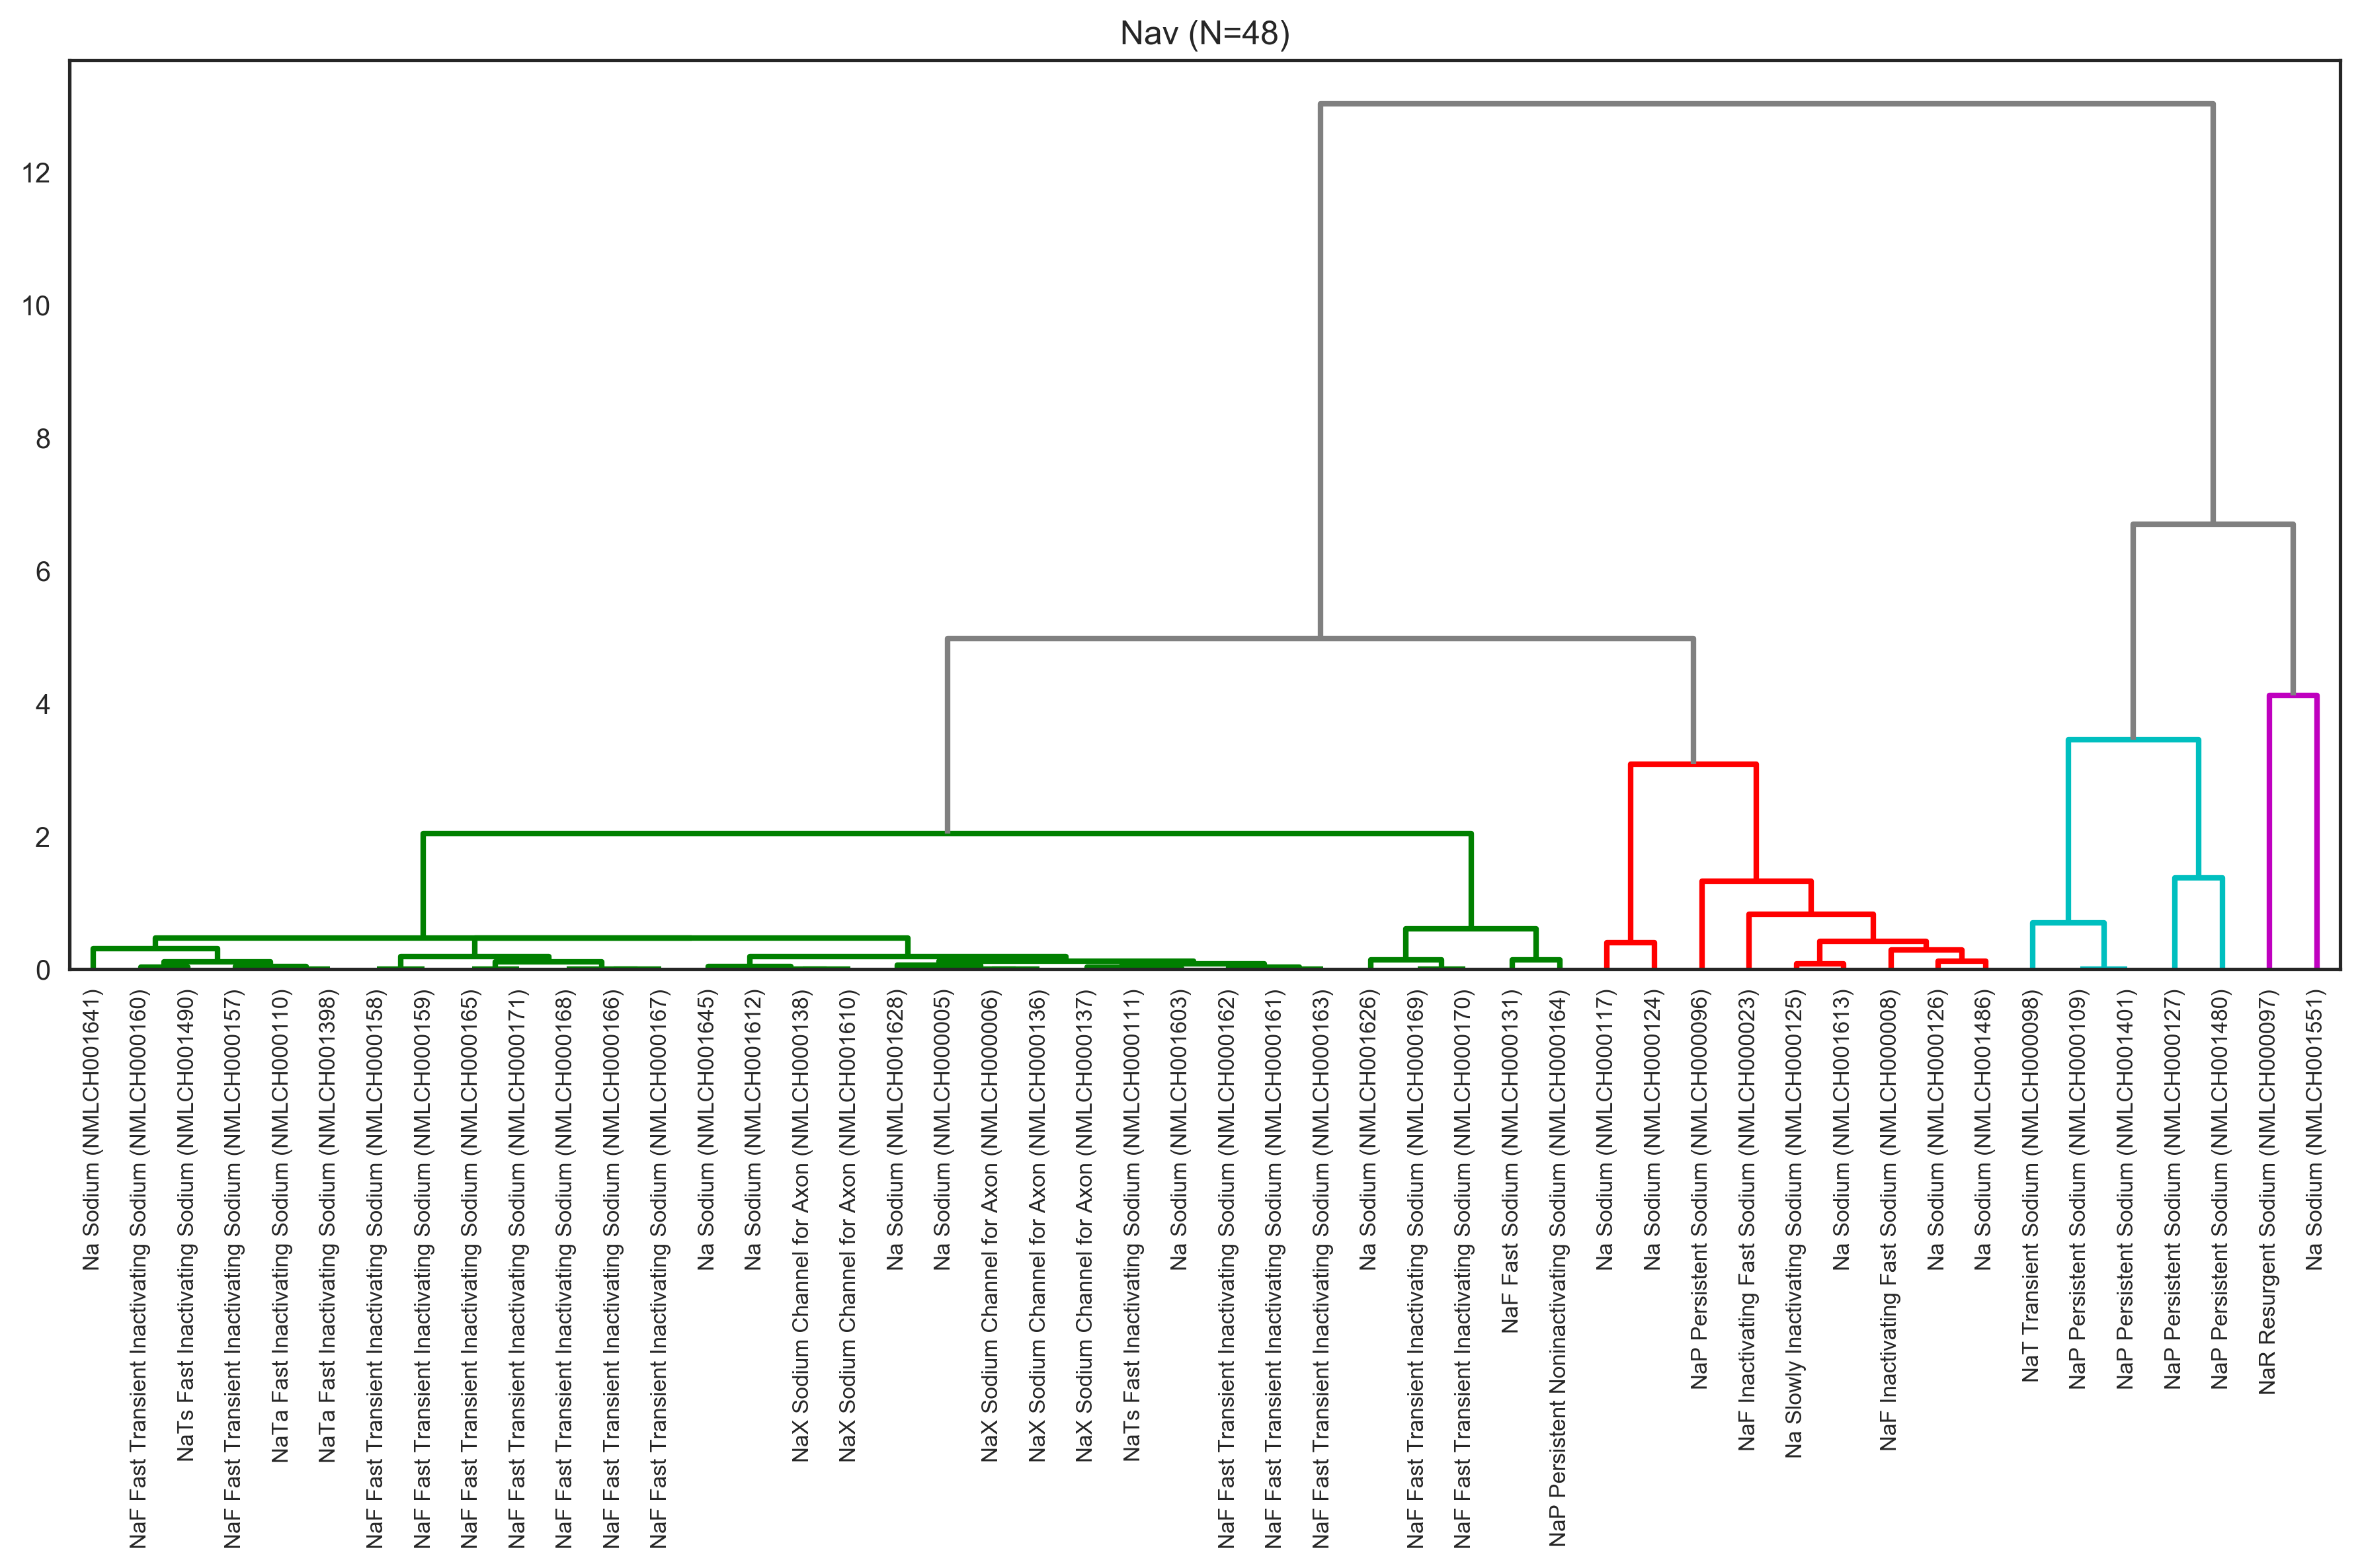 Nav (N=48)
12
10
8
6
4
2
0
Na Sodium (NMLCH001641)
NaF Fast Transient Inactivating Sodium (NMLCH000160)
NaTs Fast Inactivating Sodium (NMLCH001490)
NaF Fast Transient Inactivating Sodium (NMLCH000157)
NaTa Fast Inactivating Sodium (NMLCH000110)
NaTa Fast Inactivating Sodium (NMLCH001398)
NaF Fast Transient Inactivating Sodium (NMLCH000158)
NaF Fast Transient Inactivating Sodium (NMLCH000159)
NaF Fast Transient Inactivating Sodium (NMLCH000165)
NaF Fast Transient Inactivating Sodium (NMLCH000171)
NaF Fast Transient Inactivating Sodium (NMLCH000168)
NaF Fast Transient Inactivating Sodium (NMLCH000166)
NaF Fast Transient Inactivating Sodium (NMLCH000167)
Na Sodium (NMLCH001645)
Na Sodium (NMLCH001612)
NaX Sodium Channel for Axon (NMLCH000138)
NaX Sodium Channel for Axon (NMLCH001610)
Na Sodium (NMLCH001628)
Na Sodium (NMLCH000005)
NaX Sodium Channel for Axon (NMLCH000006)
NaX Sodium Channel for Axon (NMLCH000136)
NaX Sodium Channel for Axon (NMLCH000137)
NaTs Fast Inactivating Sodium (NMLCH000111)
Na Sodium (NMLCH001603)
NaF Fast Transient Inactivating Sodium (NMLCH000162)
NaF Fast Transient Inactivating Sodium (NMLCH000161)
NaF Fast Transient Inactivating Sodium (NMLCH000163)
Na Sodium (NMLCH001626)
NaF Fast Transient Inactivating Sodium (NMLCH000169)
NaF Fast Transient Inactivating Sodium (NMLCH000170)
NaF Fast Sodium (NMLCH000131)
NaP Persistent Noninactivating Sodium (NMLCH000164)
Na Sodium (NMLCH000117)
Na Sodium (NMLCH000124)
NaP Persistent Sodium (NMLCH000096)
NaF Inactivating Fast Sodium (NMLCH000023)
Na Slowly Inactivating Sodium (NMLCH000125)
Na Sodium (NMLCH001613)
NaF Inactivating Fast Sodium (NMLCH000008)
Na Sodium (NMLCH000126)
Na Sodium (NMLCH001486)
NaT Transient Sodium (NMLCH000098)
NaP Persistent Sodium (NMLCH000109)
NaP Persistent Sodium (NMLCH001401)
NaP Persistent Sodium (NMLCH000127)
NaP Persistent Sodium (NMLCH001480)
NaR Resurgent Sodium (NMLCH000097)
Na Sodium (NMLCH001551)